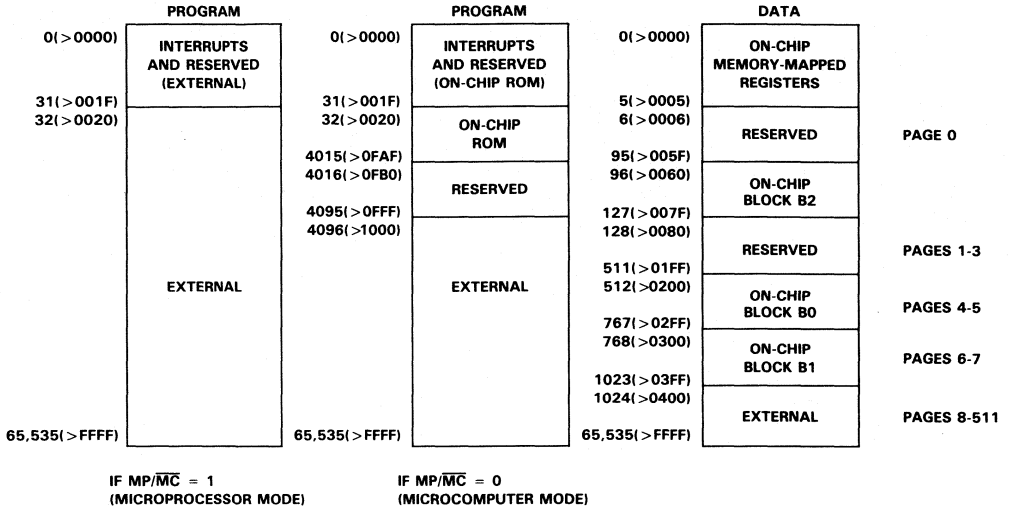 PROGRAM
0(>0000)
INTERRUPTS
AND RESERVED
(EXTERNAL)
31(>001F)
32(>0020)
EXTERNAL
65,535(>FFFF)
IF MP/M̅C̅ = 1
(MICROPROCESSOR MODE)
PROGRAM
0(>0000)
INTERRUPTS
AND RESERVED
(ON-CHIP ROM)
31(>001F)
32(>0020)
ON-CHIP
ROM
4015(>0FAF)
4016(>0FB0)
RESERVED
4095(>0FFF)
4096(>1000)
EXTERNAL
65,535(>FFFF)
IF MP/M̅C̅ = 0
(MICROCOMPUTER MODE)
DATA
0(>0000)
ON-CHIP
MEMORY-MAPPED
REGISTERS
5(>0005)
6(>0006)
RESERVED
PAGE 0
95(>005F)
96(>0060)
ON-CHIP
BLOCK B2
127(>007F)
128(>0080)
RESERVED
PAGES 1-3
511(>01FF)
512(>0200)
ON-CHIP
BLOCK B0
PAGES 4-5
767(>02FF)
768(>0300)
ON-CHIP
BLOCK B1
PAGES 6-7
1023(>03FF)
1024(>0400)
EXTERNAL
PAGES 8-511
65,535(>FFFF)